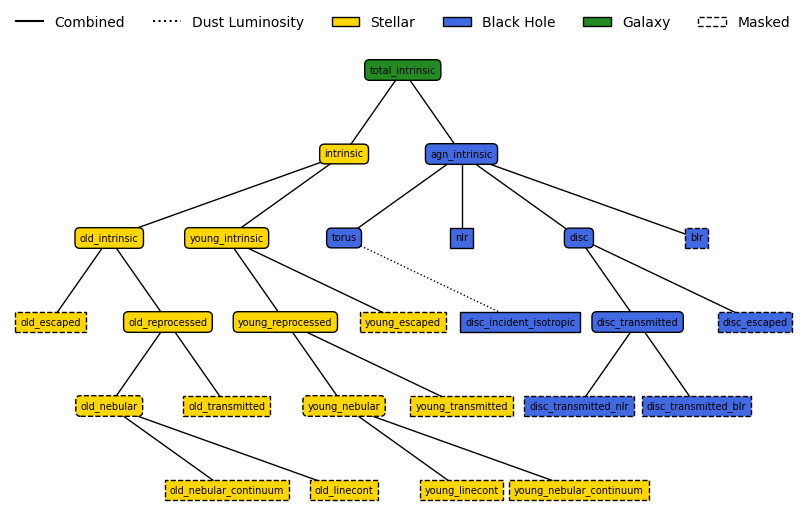 Combined Dust Luminosity Stellar Black Hole Galaxy Masked
total_intrinsic
intrinsic agn_intrinsic
old_intrinsic young_intrinsic torus nlr disc blr
old_escaped old_reprocessed young_reprocessed young_escaped disc_incident_isotropic disc_transmitted disc_escaped
old_nebular old_transmitted young_nebular young_transmitted disc_transmitted_nlr disc_transmitted_blr
old_nebular_continuum old_linecont young_linecont young_nebular_continuum